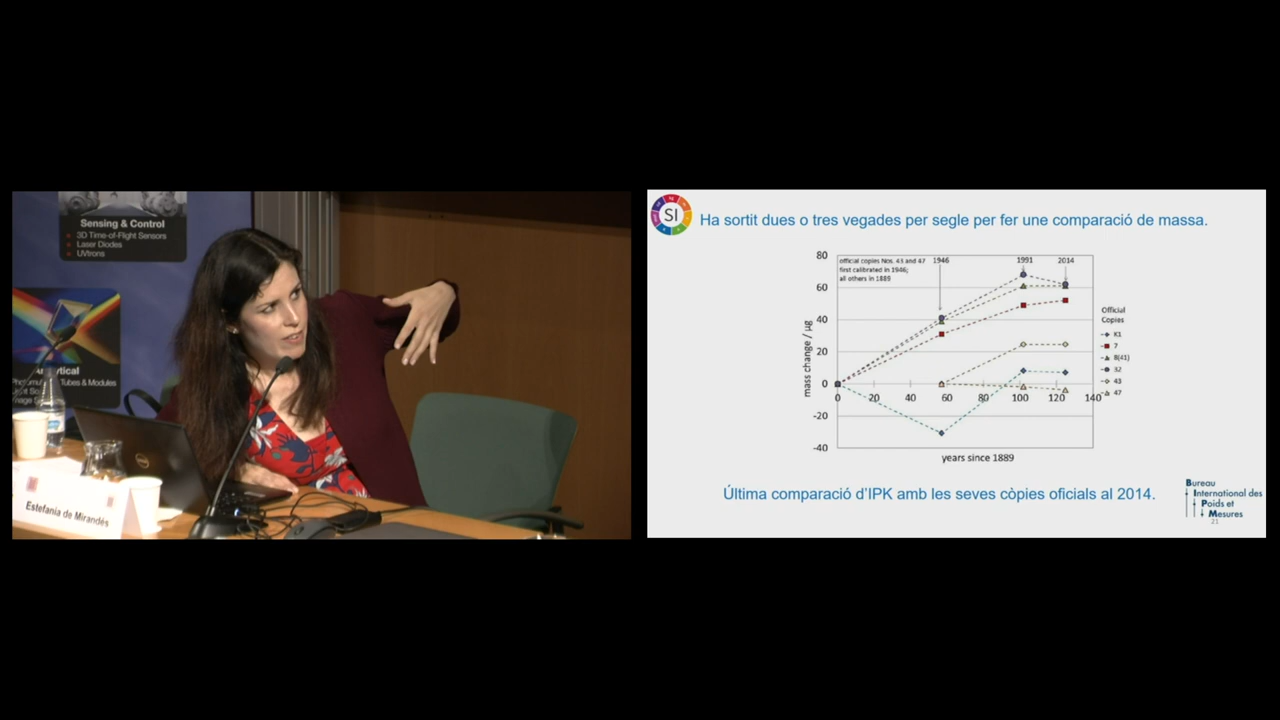 Sensing & Control
3D Time-of-Flight Sensors
Laser Diodes
UVtrons
Tubes & Modules
Estefania de Mirandés
SI
Ha sortit dues o tres vegades per segle per fer une comparació de massa.
official copies Nos. 43 and 47
first calibrated in 1946;
all others in 1889
1946
1991
2014
80
60
40
20
0
-20
-40
mass change / µg
0 20 40 60 80 100 120 140
years since 1889
Official
Copies
K1
7
8(41)
32
43
47
Última comparació d'IPK amb les seves còpies oficials al 2014.
Bureau
International des
Poids et
Mesures
21